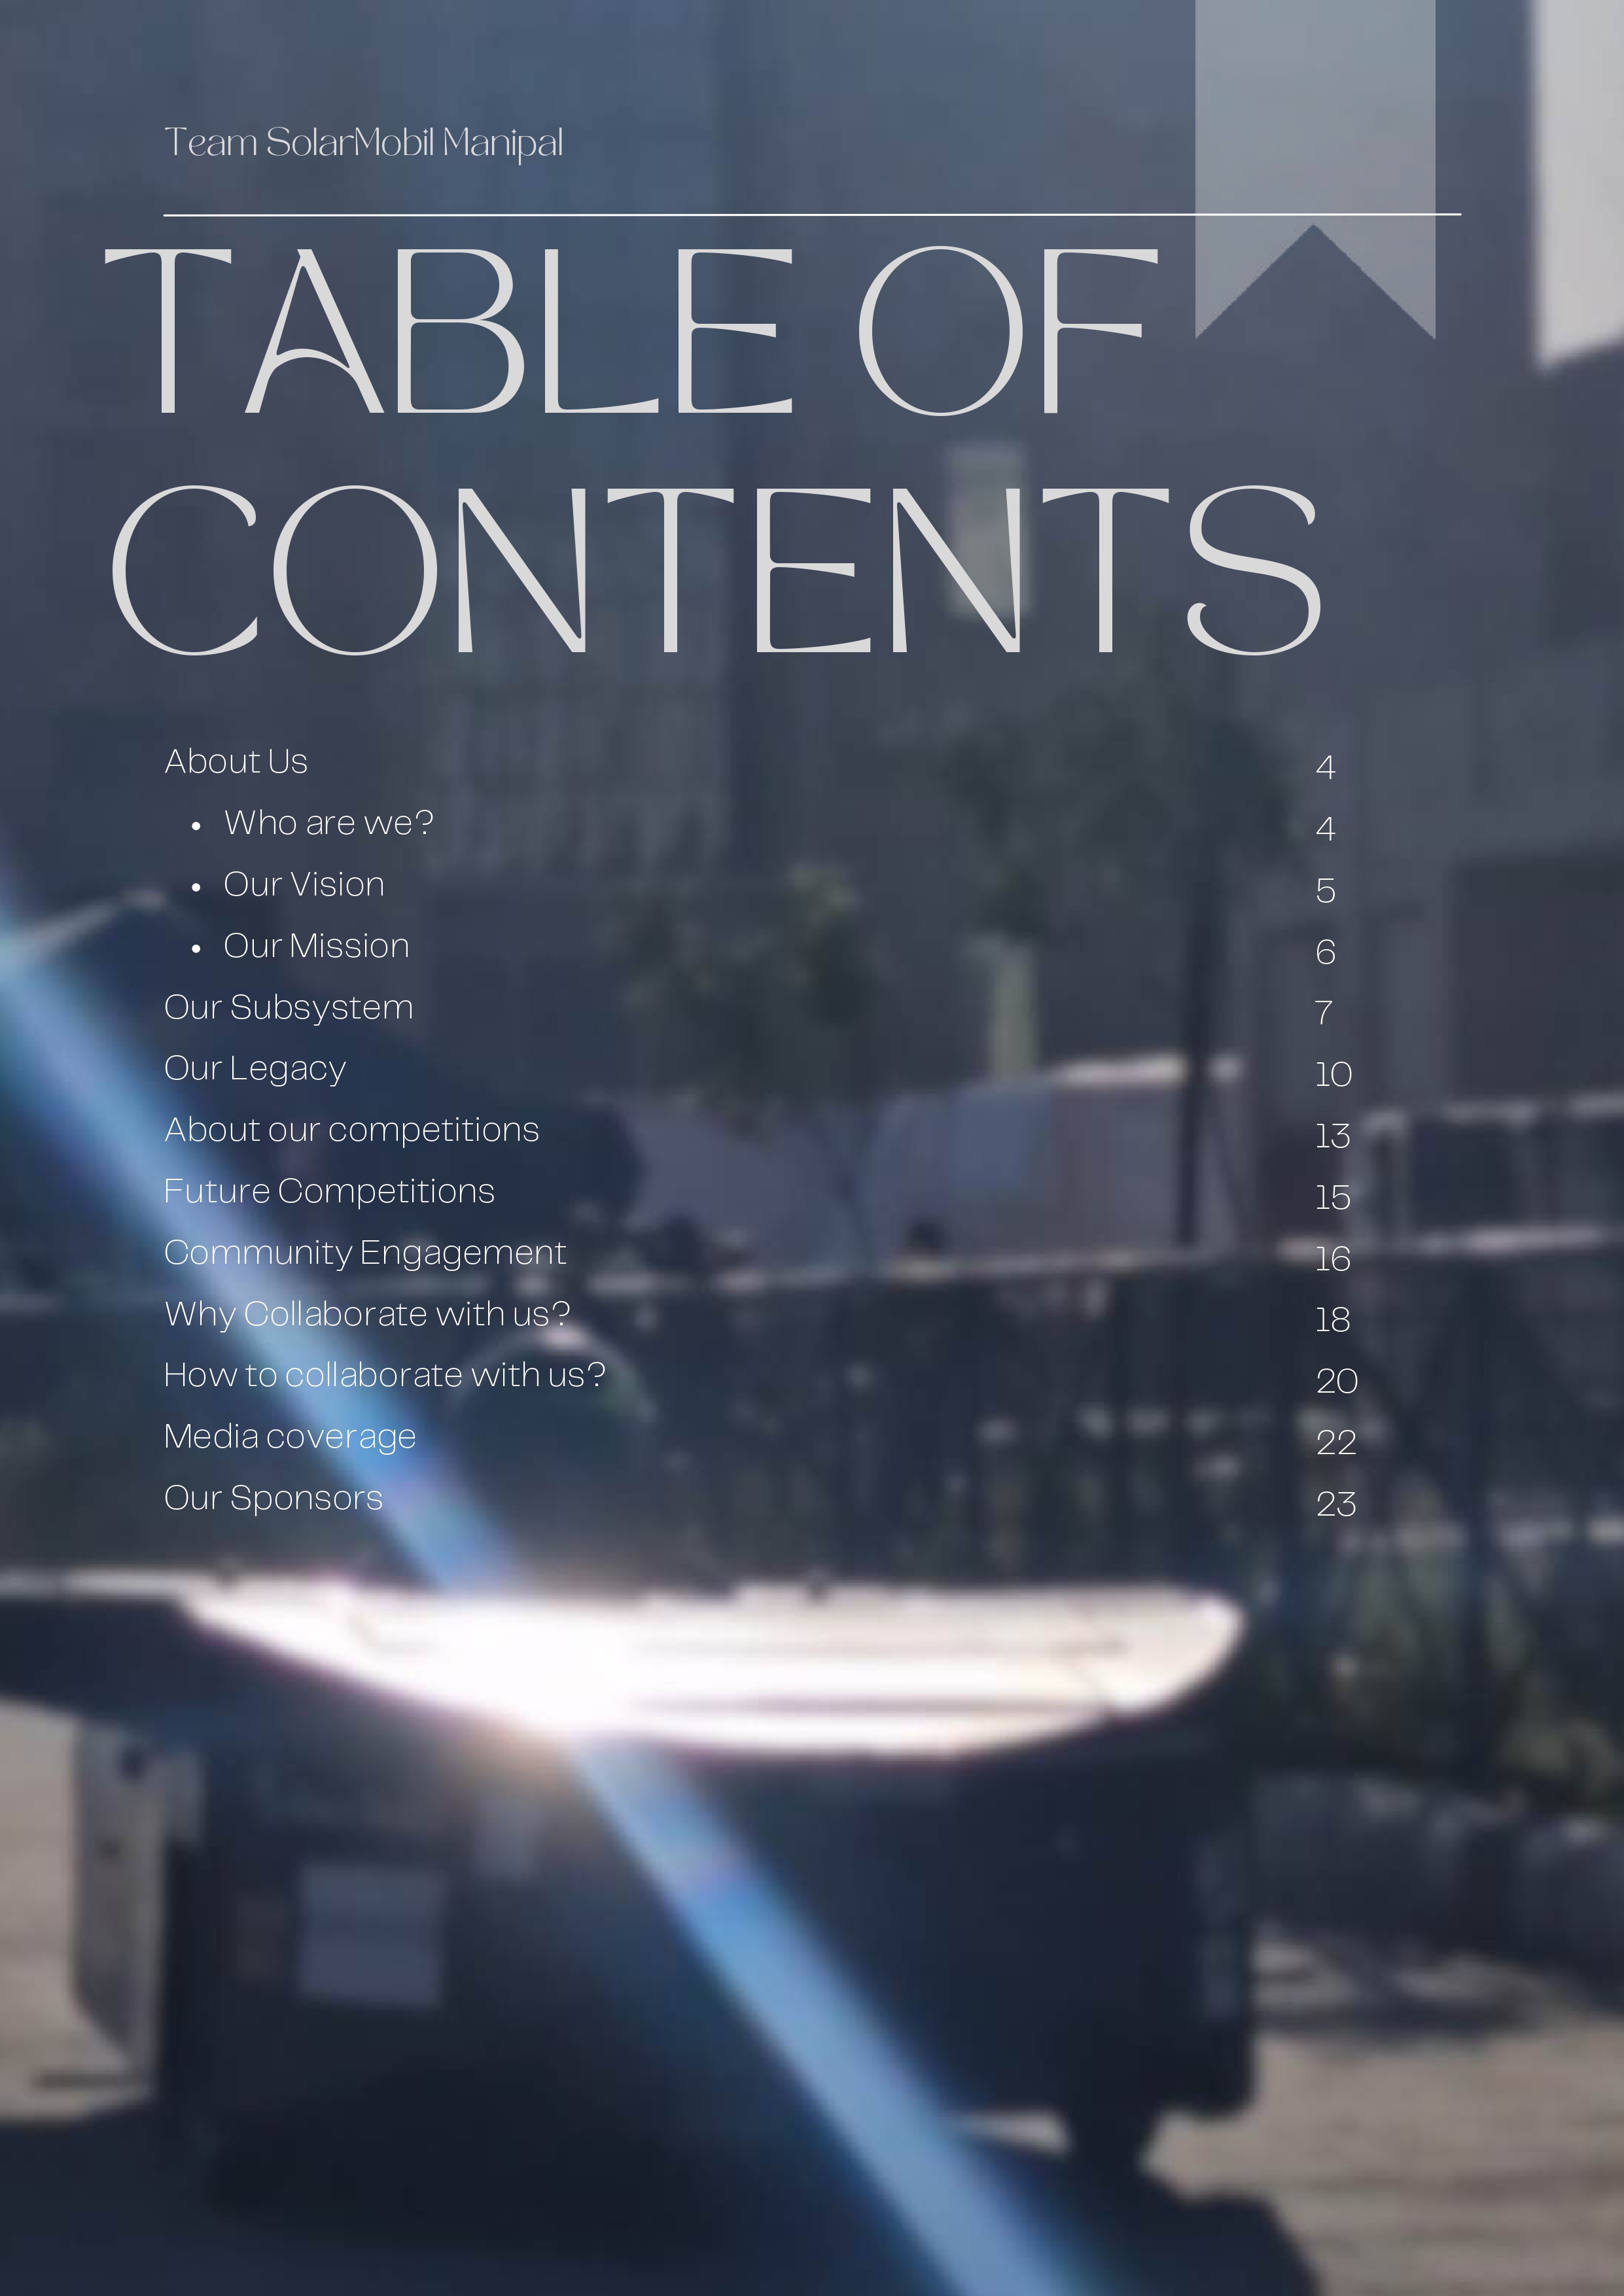 Team SolarMobil Manipal
TABLE OF
CONTENTS
About Us 4
• Who are we? 4
• Our Vision 5
• Our Mission 6
Our Subsystem 7
Our Legacy 10
About our competitions 13
Future Competitions 15
Community Engagement 16
Why Collaborate with us? 18
How to collaborate with us? 20
Media coverage 22
Our Sponsors 23